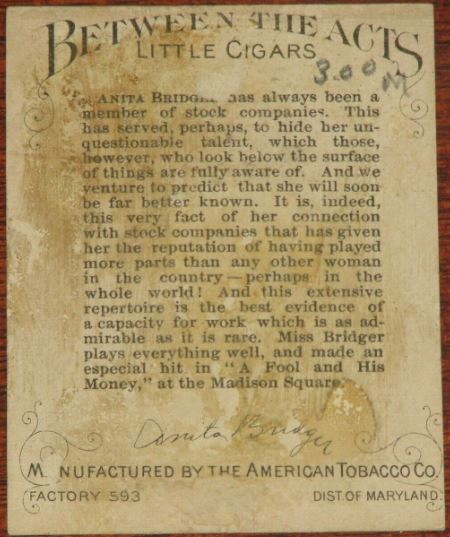 BETWEEN THE ACTS
LITTLE CIGARS
3.00 M
ANITA BRIDGER has always been a
member of stock companies. This
has served, perhaps, to hide her un-
questionable talent, which those,
however, who look below the surface
of things are fully aware of. And we
venture to predict that she will soon
be far better known. It is, indeed,
this very fact of her connection
with stock companies that has given
her the reputation of having played
more parts than any other woman
in the country—perhaps in the
whole world! And this extensive
repertoire is the best evidence of
a capacity for work which is as ad-
mirable as it is rare. Miss Bridger
plays everything well, and made an
especial hit in "A Fool and His
Money," at the Madison Square.
Anita Bridger
M NUFACTURED BY THE AMERICAN TOBACCO CO.
FACTORY 593 DIST. OF MARYLAND.